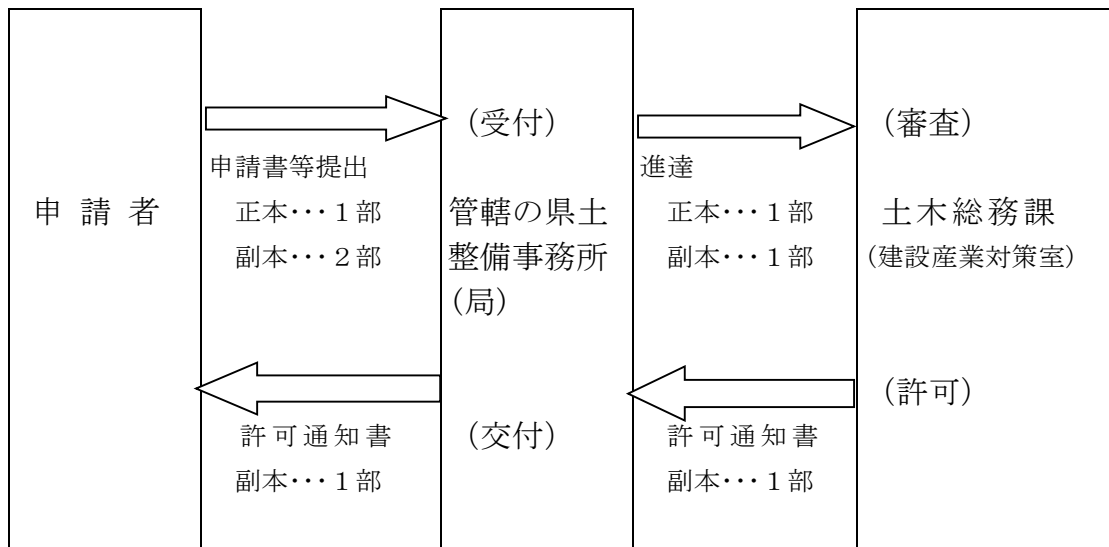 申請者
申請書等提出
正本・・・１部
副本・・・２部
許可通知書
副本・・・１部
（受付）
管轄の県土
整備事務所
（局）
（交付）
進達
正本・・・１部
副本・・・１部
許可通知書
副本・・・１部
（審査）
土木総務課
（建設産業対策室）
（許可）